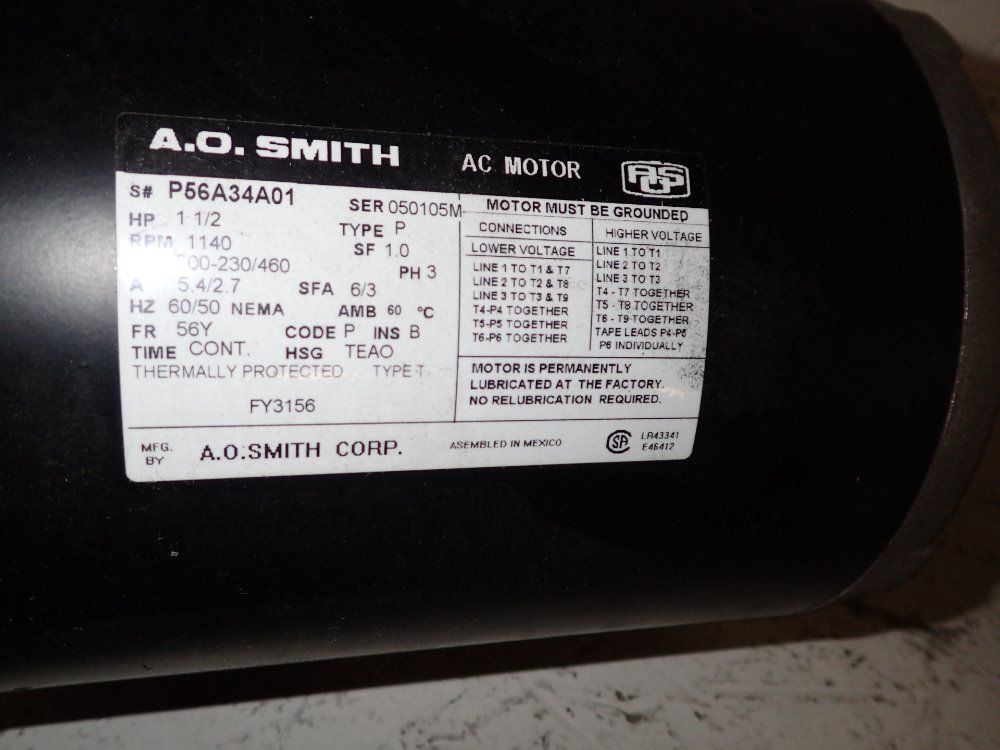 A.O. SMITH AC MOTOR
S# P56A34A01 SER 050105M
HP 1 1/2 TYPE P
RPM 1140 SF 1.0
00-230/460 PH 3
A 5.4/2.7 SFA 6/3
HZ 60/50 NEMA AMB 60 °C
FR 56Y CODE P INS B
TIME CONT. HSG TEAO
THERMALLY PROTECTED TYPE T
FY3156
MOTOR MUST BE GROUNDED
CONNECTIONS
LOWER VOLTAGE
LINE 1 TO T1 & T7
LINE 2 TO T2 & T8
LINE 3 TO T3 & T9
T4-P4 TOGETHER
T5-P5 TOGETHER
T6-P6 TOGETHER
HIGHER VOLTAGE
LINE 1 TO T1
LINE 2 TO T2
LINE 3 TO T3
T4 - T7 TOGETHER
T5 - T8 TOGETHER
T6 - T9 TOGETHER
TAPE LEADS P4-P5
P6 INDIVIDUALLY
MOTOR IS PERMANENTLY
LUBRICATED AT THE FACTORY.
NO RELUBRICATION REQUIRED.
MFG. BY A.O.SMITH CORP. ASEMBLED IN MEXICO
LR43341
E46412